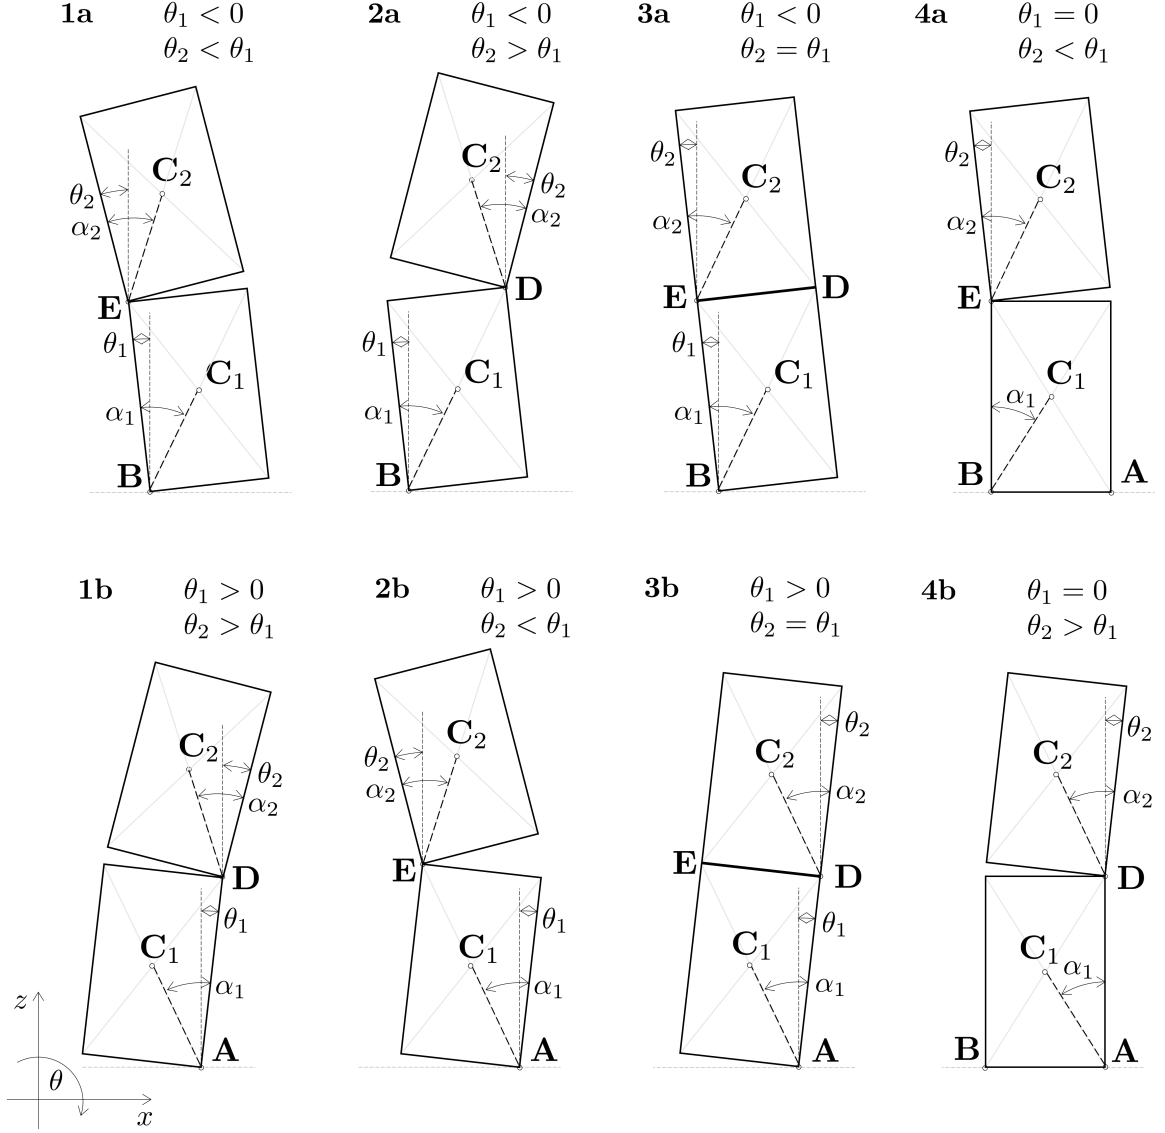 1a θ₁ < 0
θ₂ < θ₁
C₂
θ₂
α₂
E
θ₁
C₁
α₁
B
2a θ₁ < 0
θ₂ > θ₁
C₂
θ₂
α₂
D
θ₁
C₁
α₁
B
3a θ₁ < 0
θ₂ = θ₁
θ₂
C₂
α₂
E D
θ₁
C₁
α₁
B
4a θ₁ = 0
θ₂ < θ₁
θ₂
C₂
α₂
E
C₁
α₁
B A
1b θ₁ > 0
θ₂ > θ₁
C₂
θ₂
α₂
D
θ₁
C₁
α₁
A
2b θ₁ > 0
θ₂ < θ₁
C₂
θ₂
α₂
E
θ₁
C₁
α₁
A
3b θ₁ > 0
θ₂ = θ₁
θ₂
C₂
α₂
E D
θ₁
C₁
α₁
A
4b θ₁ = 0
θ₂ > θ₁
θ₂
C₂
α₂
D
C₁ α₁
B A
z
θ
x